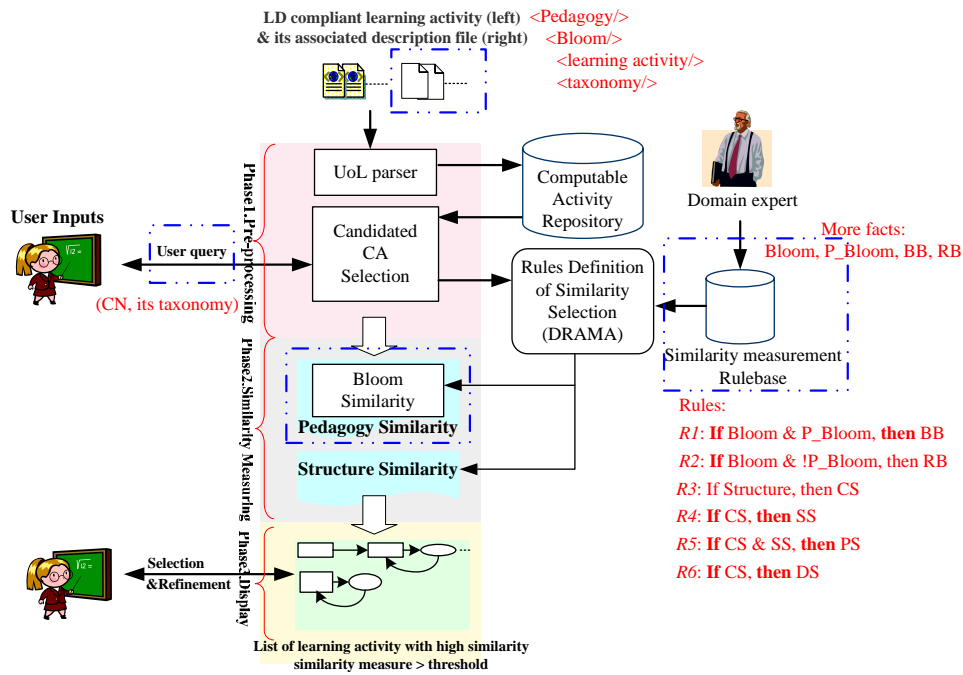 LD compliant learning activity (left)
& its associated description file (right)
<Pedagogy/>
<Bloom/>
<learning activity/>
<taxonomy/>
Phase1.Pre-processing
UoL parser
Computable
Activity
Repository
Domain expert
User Inputs
User query
(CN, its taxonomy)
Candidated
CA
Selection
Rules Definition
of Similarity
Selection
(DRAMA)
More facts:
Bloom, P_Bloom, BB, RB
Similarity measurement
Rulebase
Phase2.Similarity Measuring
Bloom
Similarity
Pedagogy Similarity
Structure Similarity
Rules:
R1: If Bloom & P_Bloom, then BB
R2: If Bloom & !P_Bloom, then RB
R3: If Structure, then CS
R4: If CS, then SS
R5: If CS & SS, then PS
R6: If CS, then DS
Phase3.Display
Selection
&Refinement
List of learning activity with high similarity
similarity measure > threshold